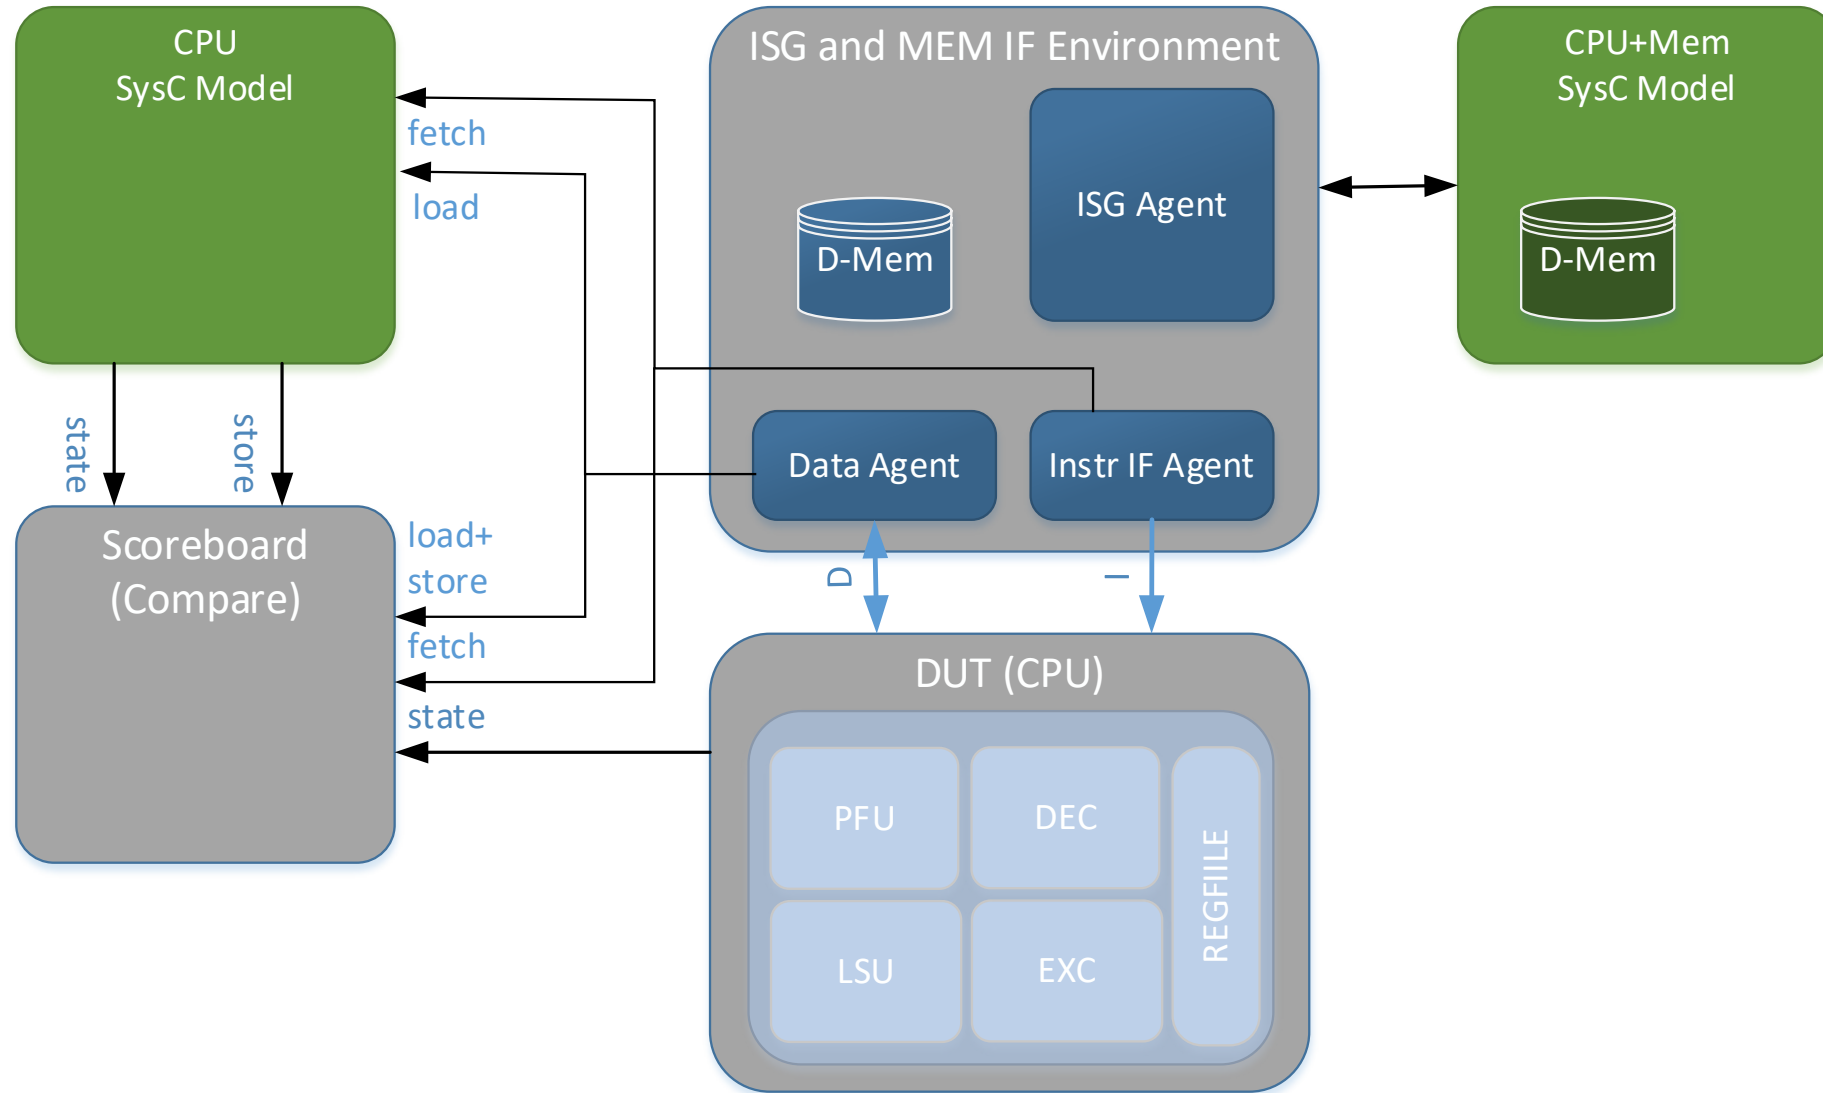 CPU
SysC Model
fetch
load
state
store
Scoreboard
(Compare)
load+
store
fetch
state
ISG and MEM IF Environment
ISG Agent
D-Mem
Data Agent
Instr IF Agent
D
I
DUT (CPU)
PFU
DEC
LSU
EXC
REGFIILE
CPU+Mem
SysC Model
D-Mem